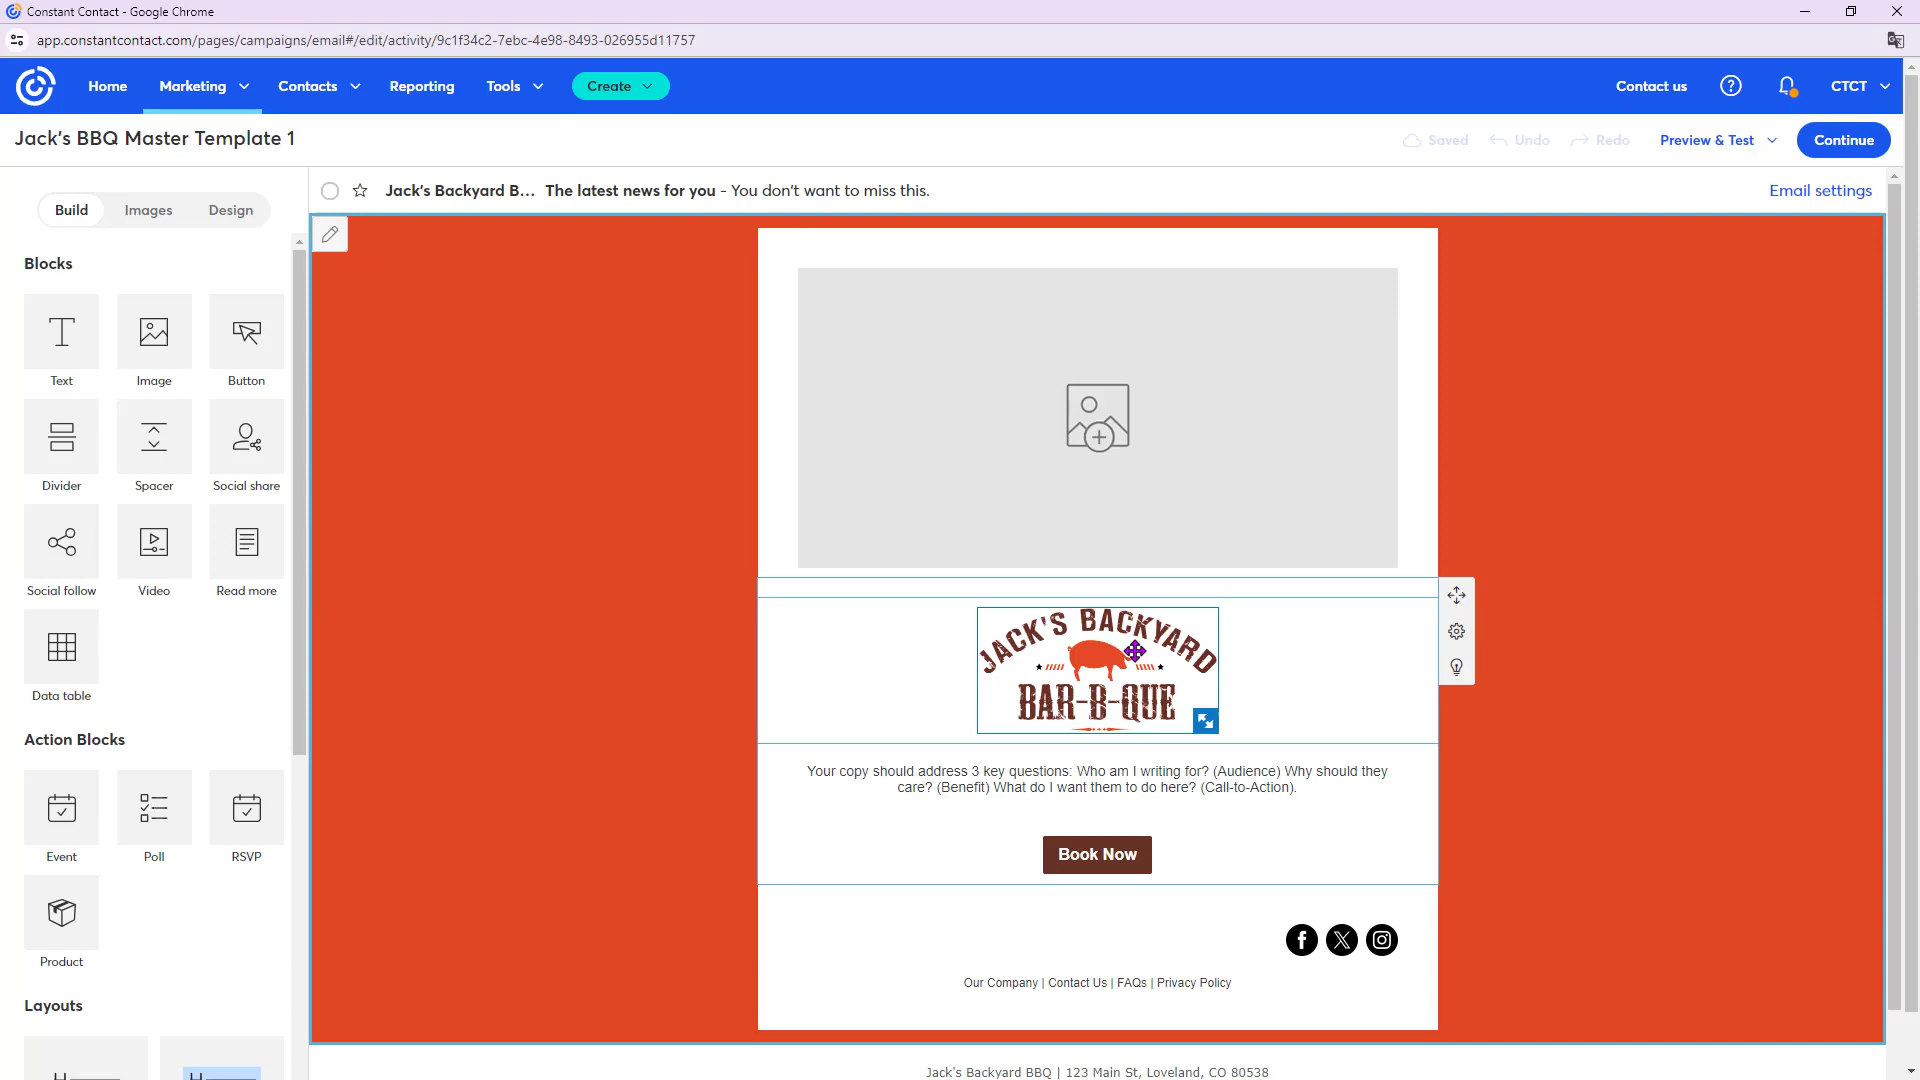 Constant Contact - Google Chrome
app.constantcontact.com/pages/campaigns/email#/edit/activity/9c1f34c2-7ebc-4e98-8493-026955d11757
Home Marketing Contacts Reporting Tools Create Contact us CTCT
Jack's BBQ Master Template 1 Saved Undo Redo Preview & Test Continue
Build Images Design
Jack's Backyard B... The latest news for you - You don't want to miss this. Email settings
Blocks
Text Image Button
Divider Spacer Social share
Social follow Video Read more
Data table
Action Blocks
Event Poll RSVP
Product
Layouts
JACK'S BACKYARD
BAR-B-QUE
Your copy should address 3 key questions: Who am I writing for? (Audience) Why should they
care? (Benefit) What do I want them to do here? (Call-to-Action).
Book Now
Our Company | Contact Us | FAQs | Privacy Policy
Jack's Backyard BBQ | 123 Main St, Loveland, CO 80538